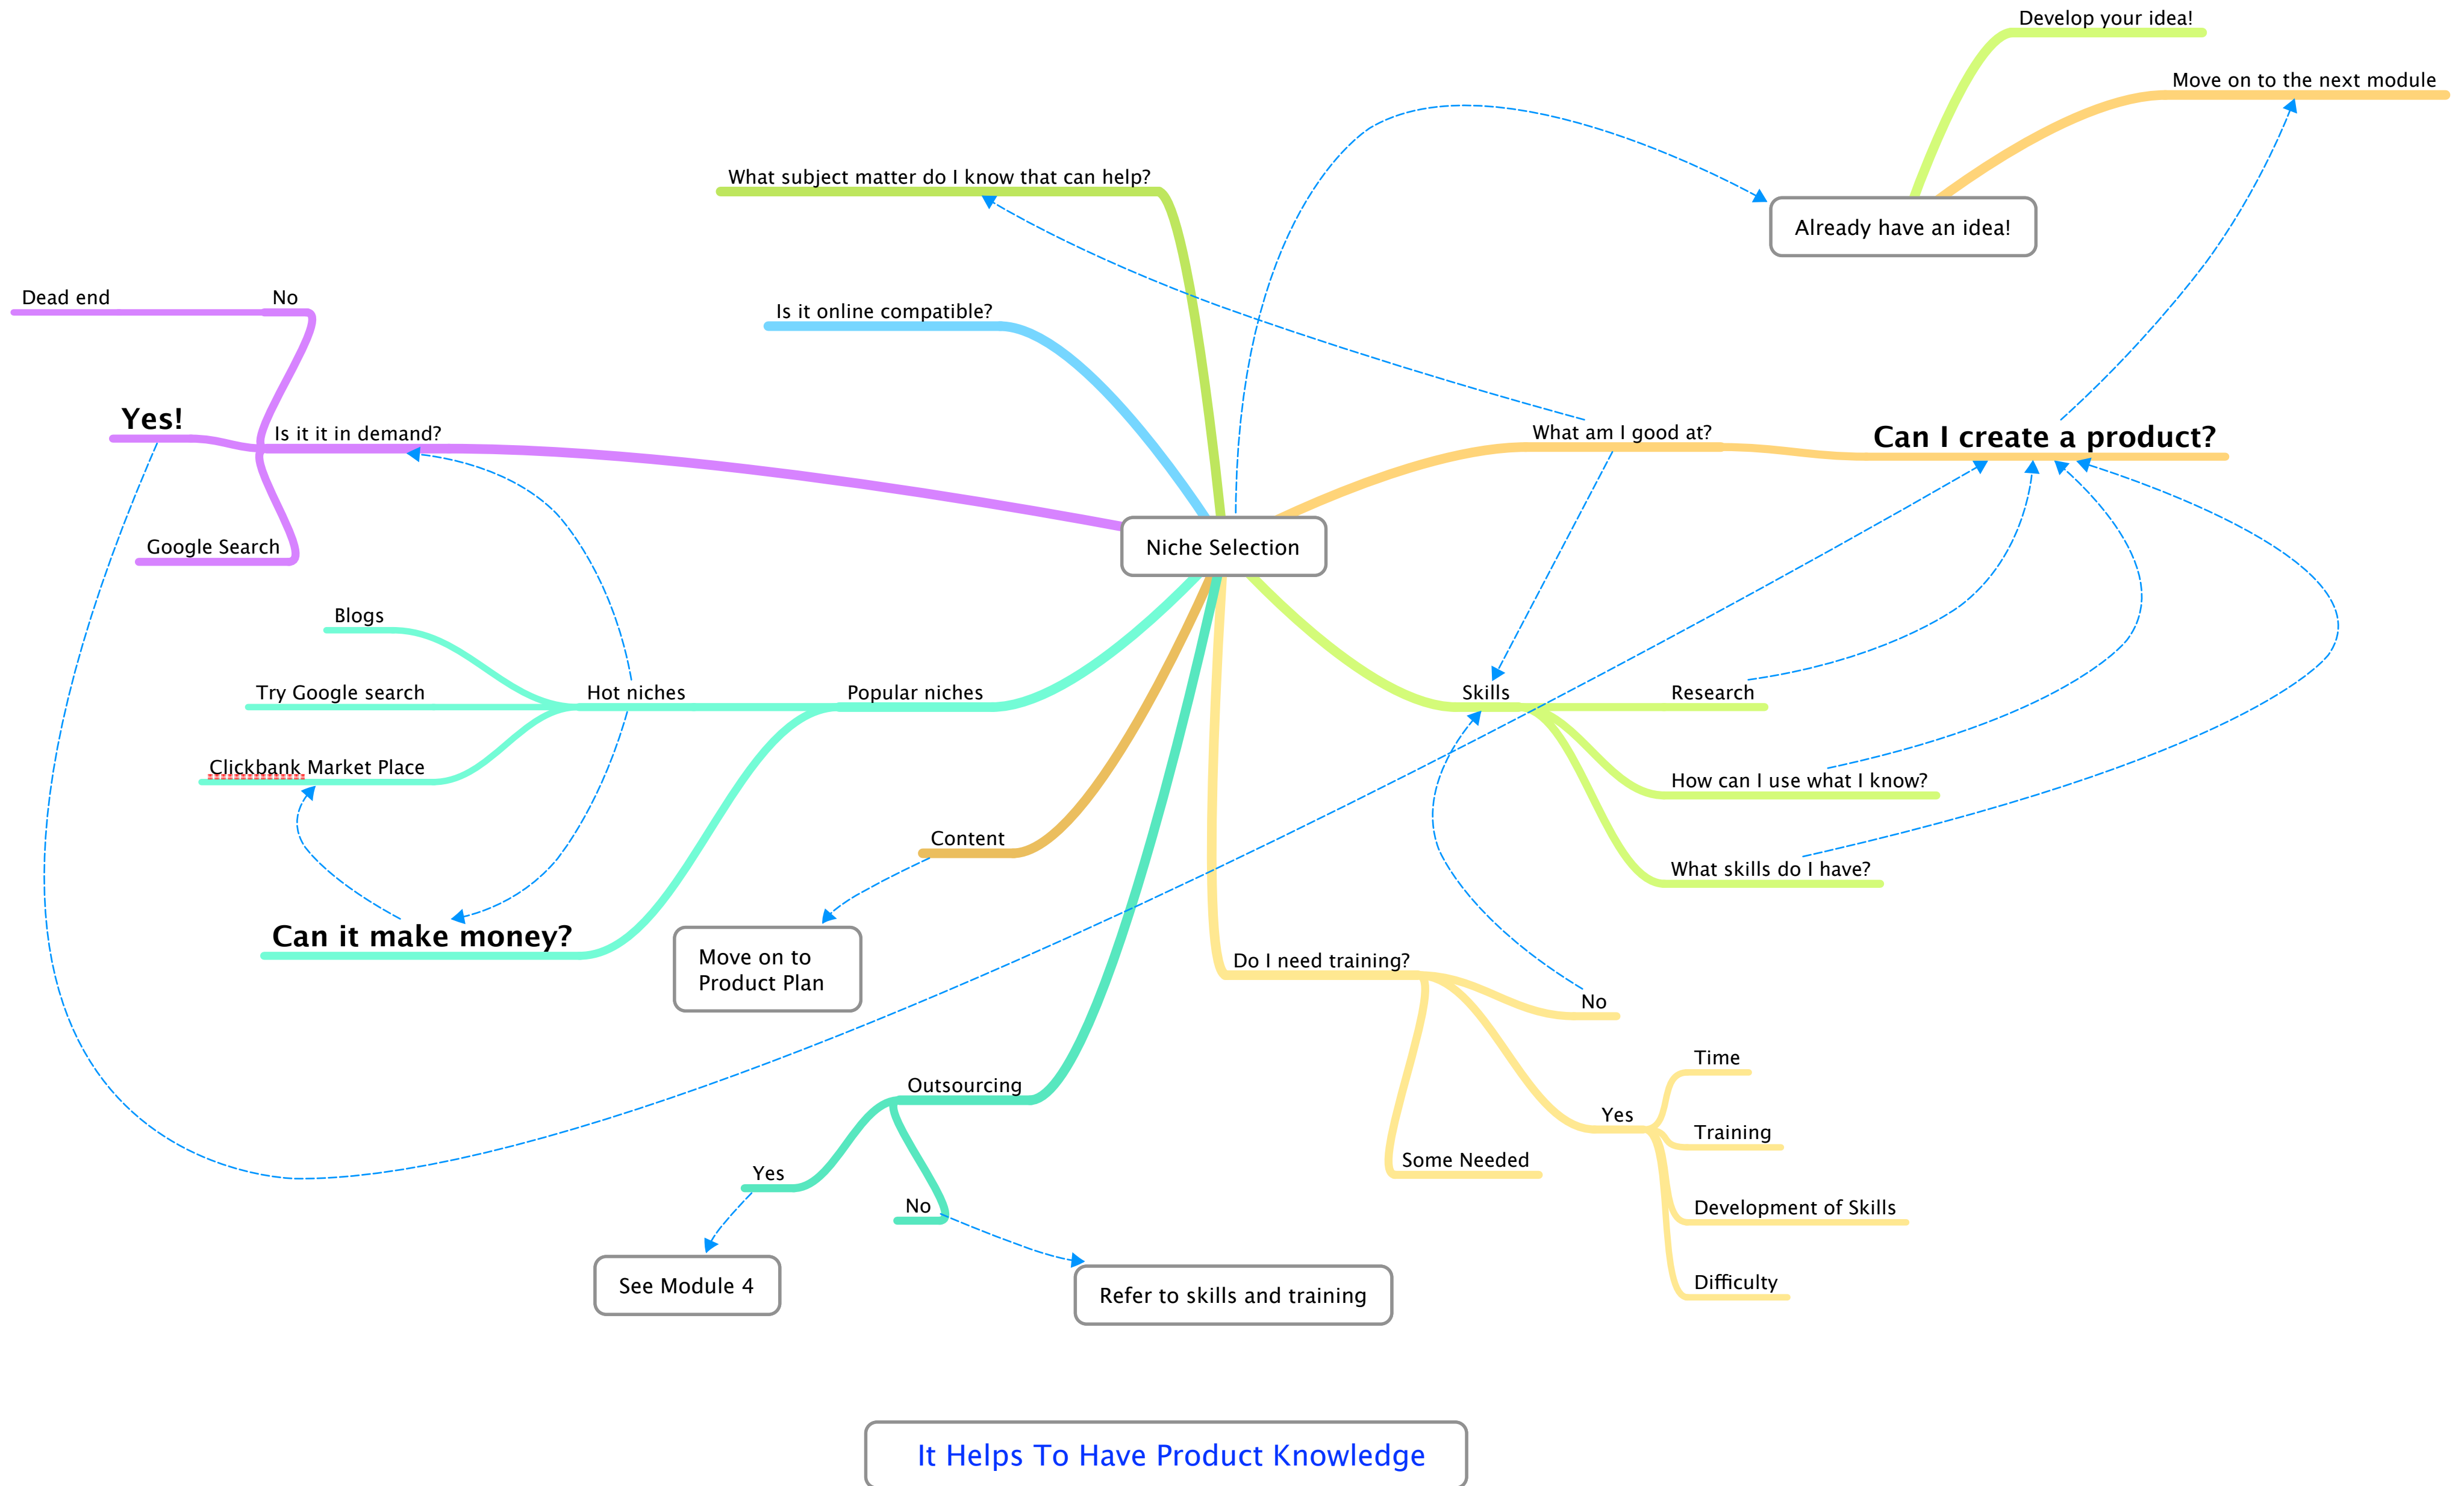 Develop your idea!
Move on to the next module
What subject matter do I know that can help?
Already have an idea!
Dead end
No
Is it online compatible?
Yes!
Is it it in demand?
What am I good at?
Can I create a product?
Google Search
Niche Selection
Blogs
Try Google search
Hot niches
Popular niches
Skills
Research
Clickbank Market Place
How can I use what I know?
Content
What skills do I have?
Can it make money?
Move on to
Product Plan
Do I need training?
No
Time
Outsourcing
Yes
Training
Some Needed
Yes
No
Development of Skills
See Module 4
Refer to skills and training
Difficulty
It Helps To Have Product Knowledge